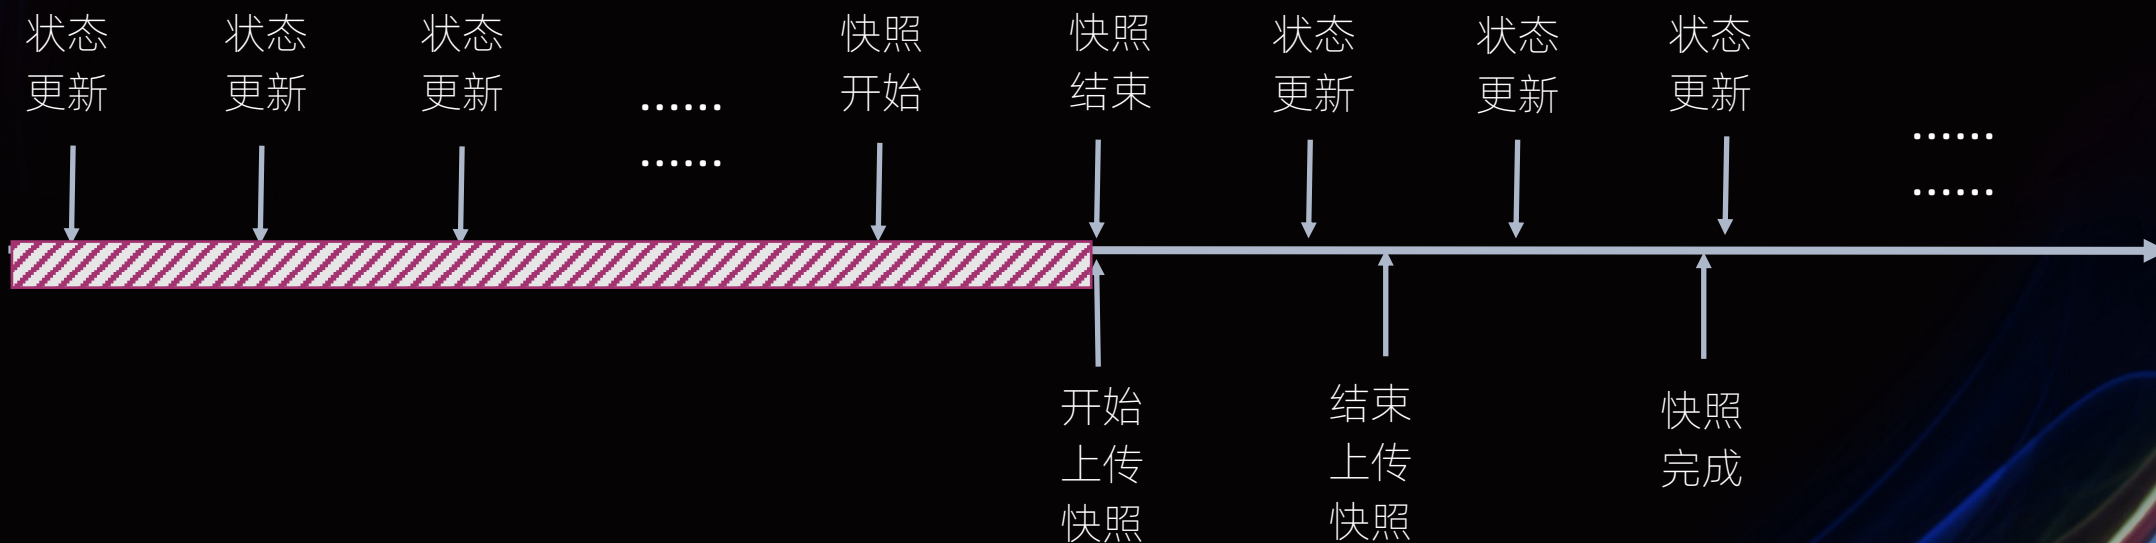 状态
更新
状态
更新
状态
更新
……
……
快照
开始
快照
结束
状态
更新
状态
更新
状态
更新
……
……
开始
上传
快照
结束
上传
快照
快照
完成